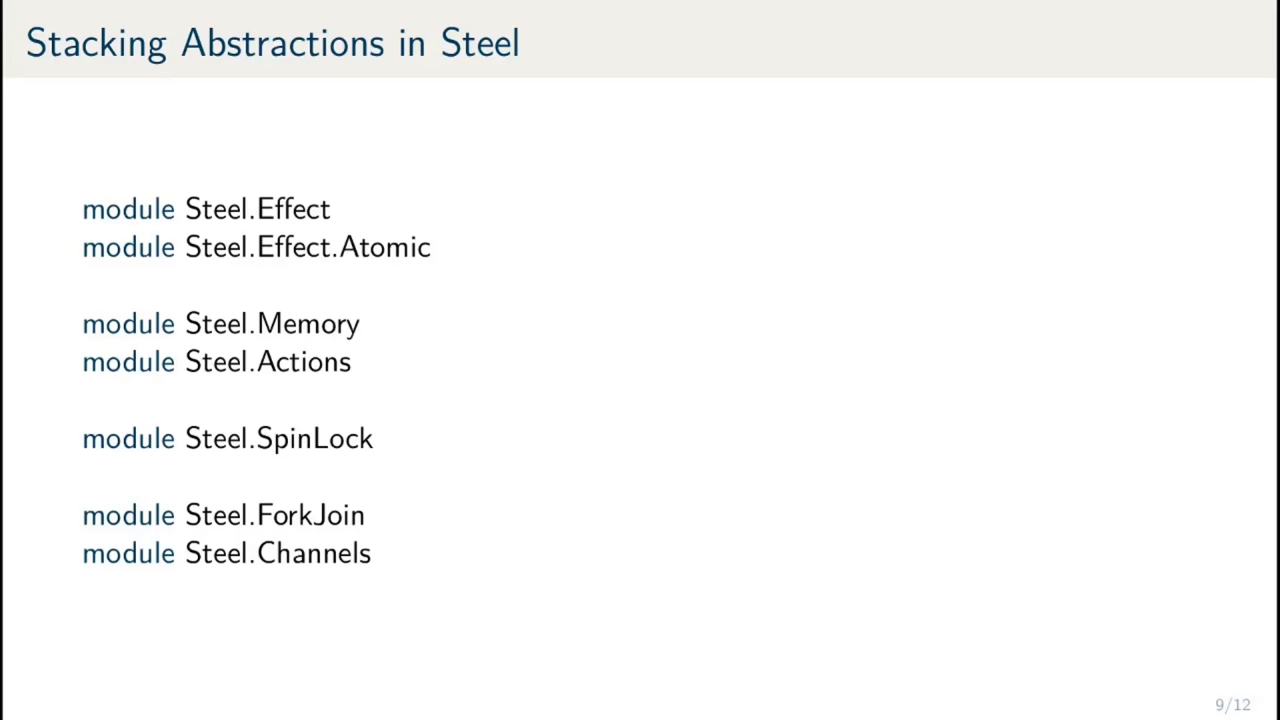 Stacking Abstractions in Steel
module Steel.Effect
module Steel.Effect.Atomic
module Steel.Memory
module Steel.Actions
module Steel.SpinLock
module Steel.ForkJoin
module Steel.Channels
9/12